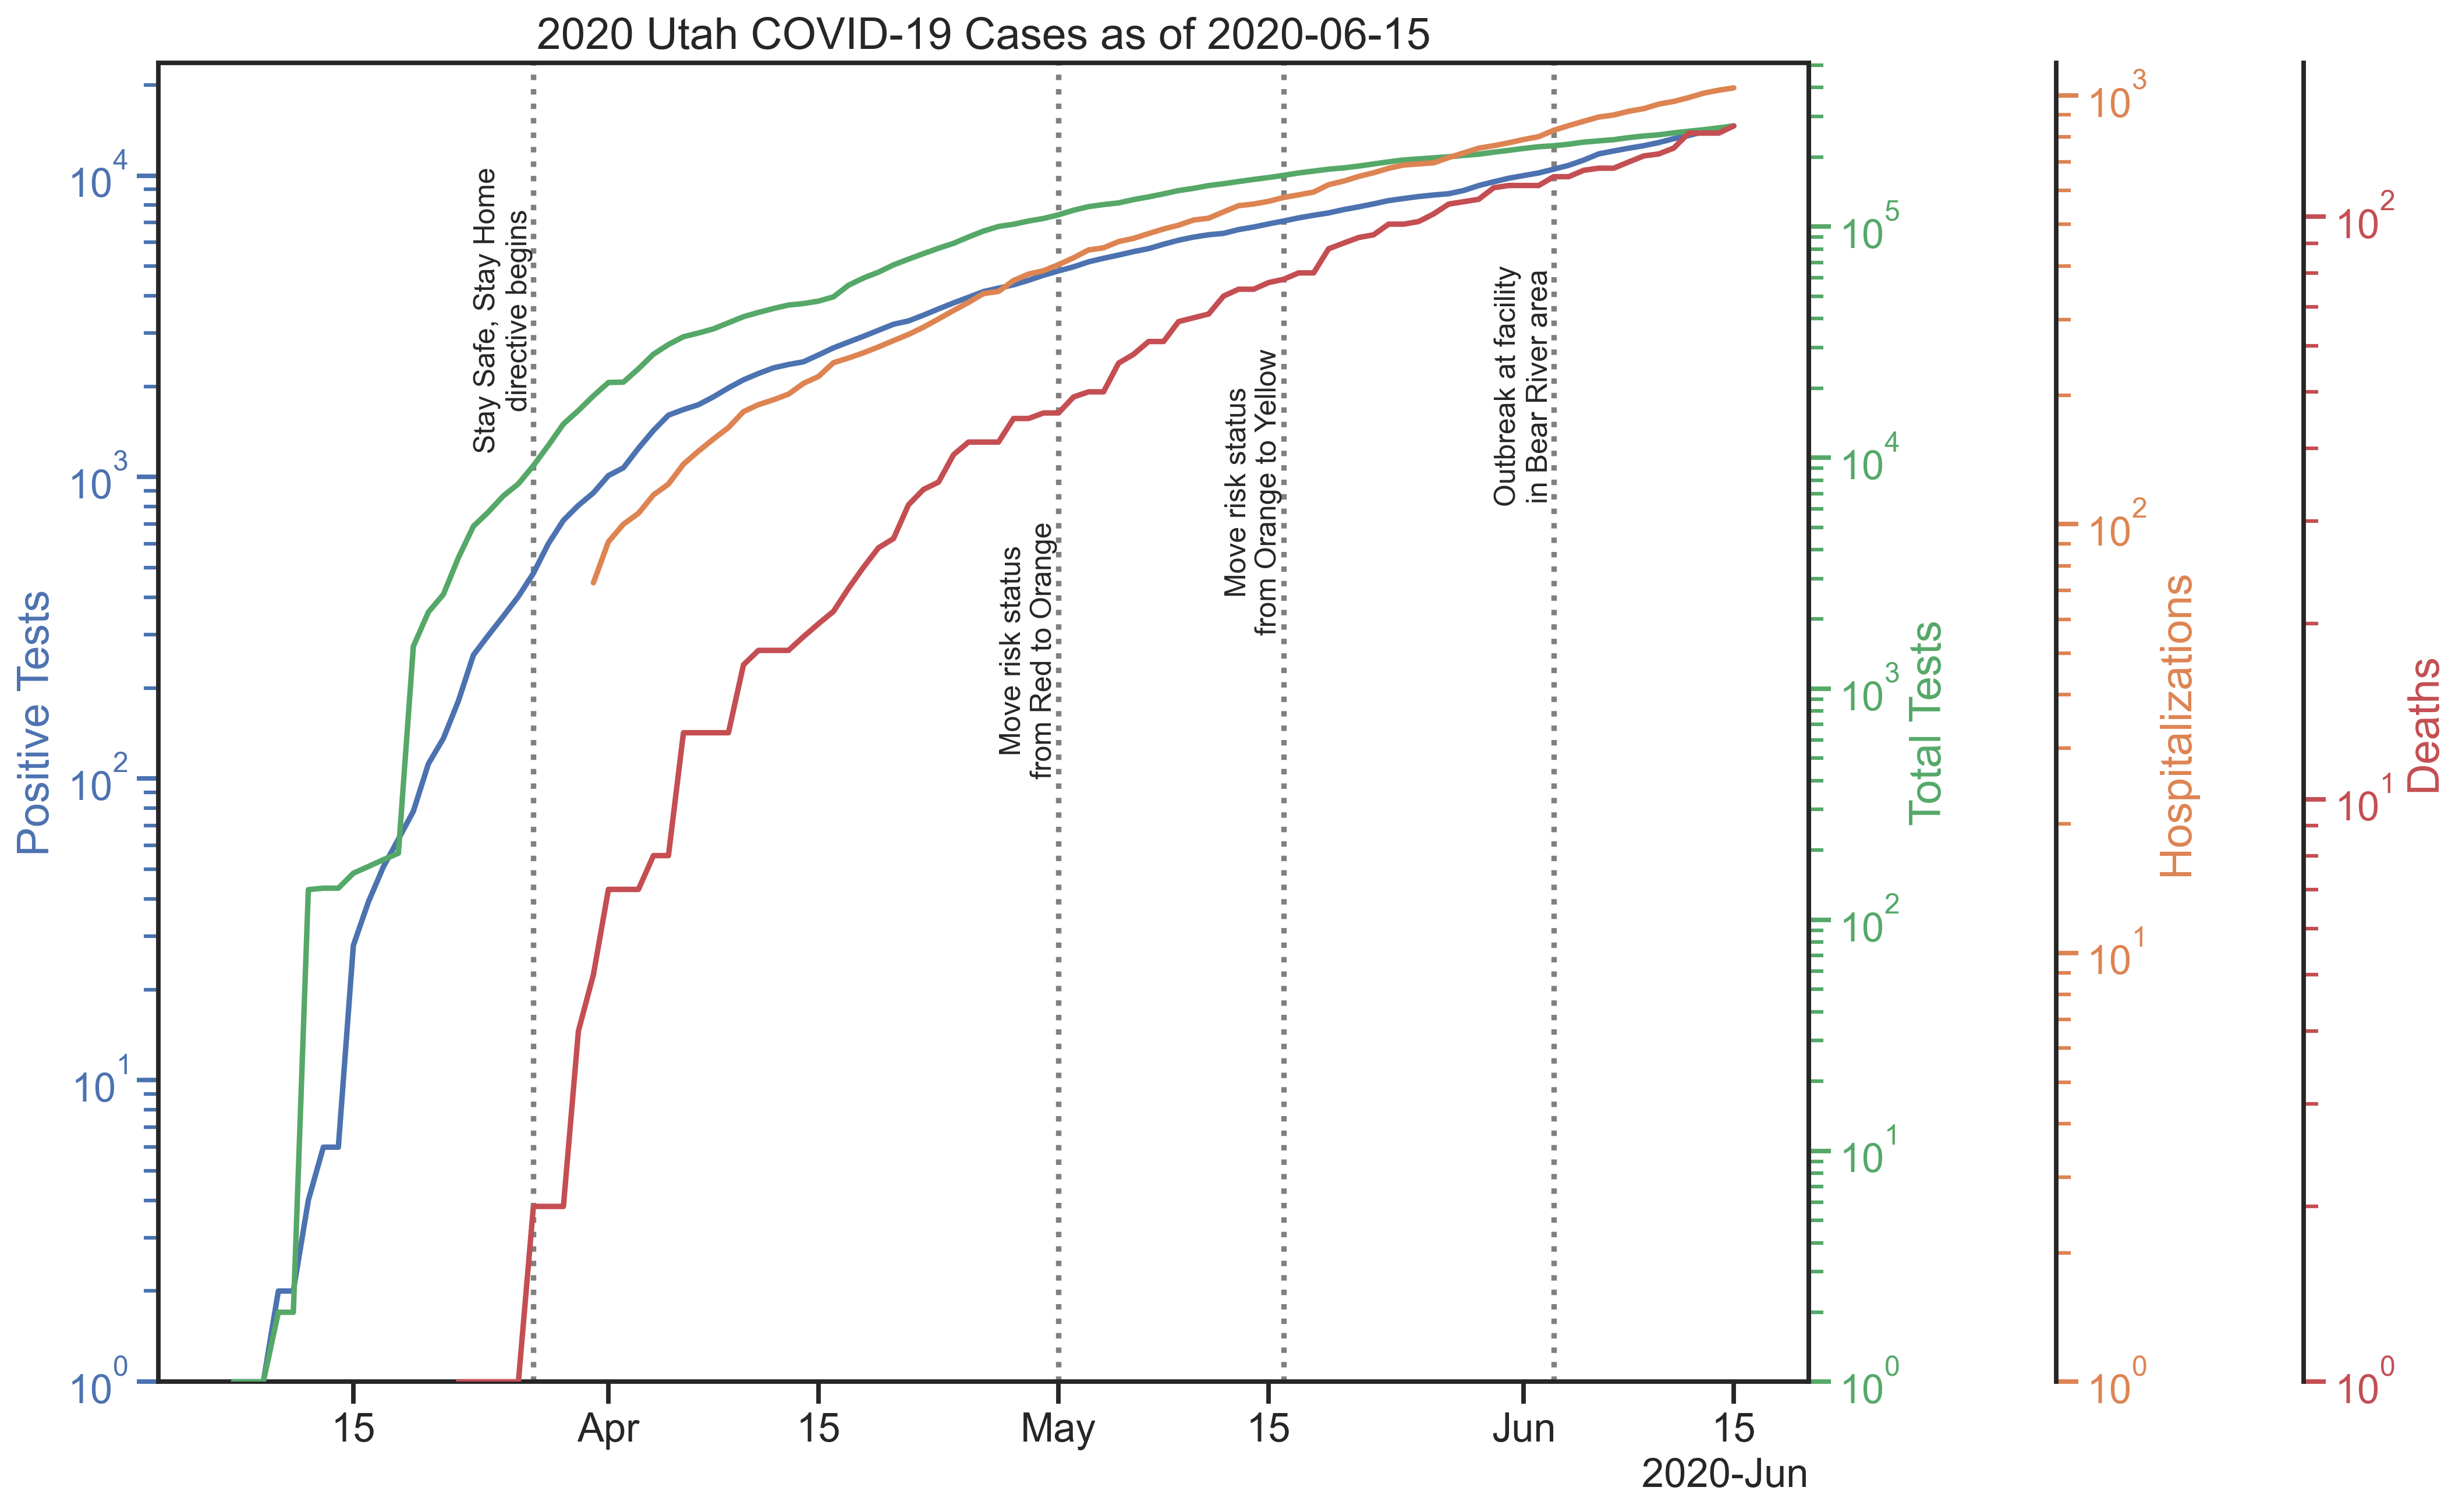 2020 Utah COVID-19 Cases as of 2020-06-15
Positive Tests
10^4
10^3
10^2
10^1
10^0
Stay Safe, Stay Home
directive begins
Move risk status
from Red to Orange
Move risk status
from Orange to Yellow
Outbreak at facility
in Bear River area
15
Apr
15
May
15
Jun
15
2020-Jun
10^5
10^4
10^3
10^2
10^1
10^0
Total Tests
10^3
10^2
10^1
10^0
Hospitalizations
10^2
10^1
10^0
Deaths